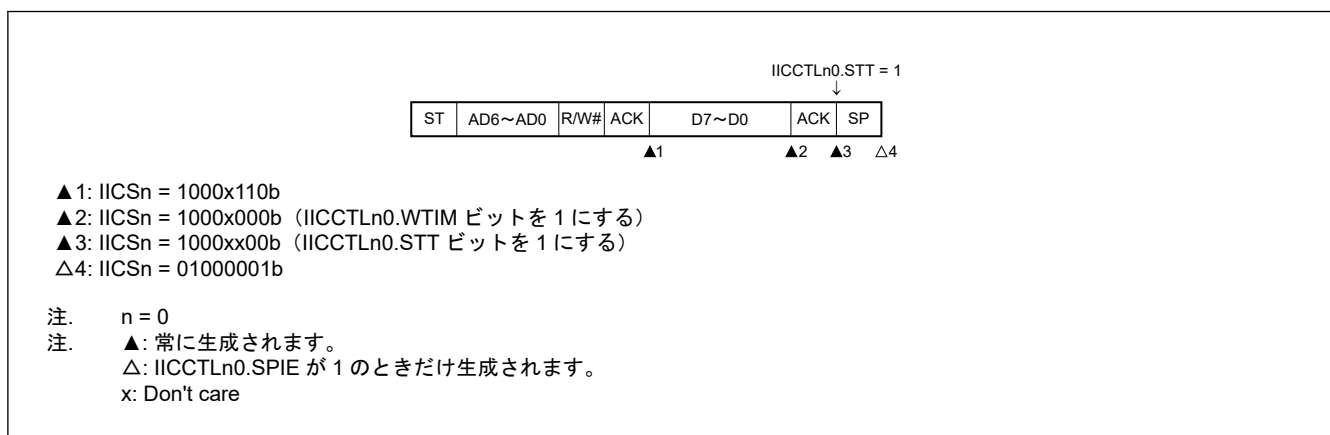 IICCTLn0.STT = 1
↓
ST AD6～AD0 R/W# ACK D7～D0 ACK SP
▲1 ▲2 ▲3 △4
▲1: IICSn = 1000x110b
▲2: IICSn = 1000x000b（IICCTLn0.WTIM ビットを 1 にする）
▲3: IICSn = 1000xx00b（IICCTLn0.STT ビットを 1 にする）
△4: IICSn = 01000001b
注. n = 0
注. ▲: 常に生成されます。
△: IICCTLn0.SPIE が 1 のときだけ生成されます。
x: Don't care